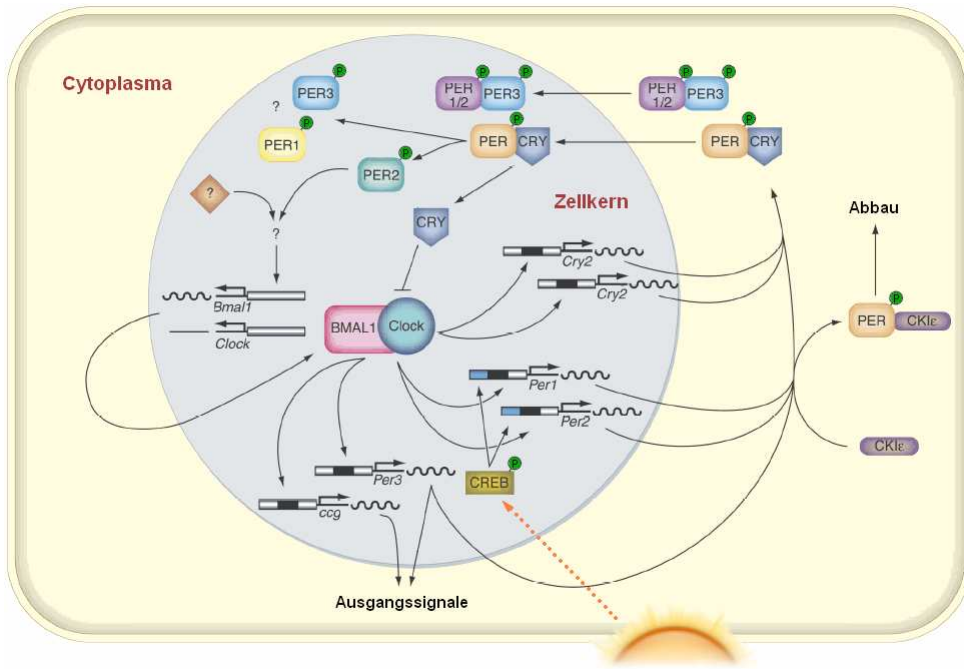 Cytoplasma
P
PER3
?
P
PER1
P
PER2
?
?
P
P
PER
1/2
PER3
P
PER
CRY
P
P
PER
1/2
PER3
P
PER
CRY
CRY
Zellkern
Abbau
Cry2
Cry2
Bmal1
Clock
BMAL1
Clock
P
PER
CKIε
Per1
Per2
CKIε
Per3
ccg
P
CREB
Ausgangssignale